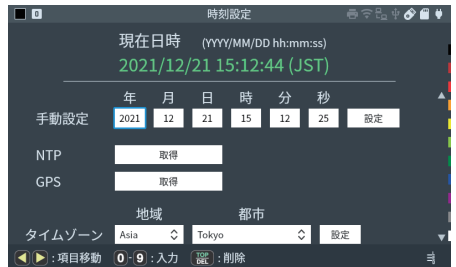 0 時刻設定
現在日時 (YYYY/MM/DD hh:mm:ss)
2021/12/21 15:12:44 (JST)
年 月 日 時 分 秒
手動設定 2021 12 21 15 12 25 設定
NTP 取得
GPS 取得
地域 都市
タイムゾーン Asia Tokyo 設定
:項目移動 0-9:入力 TOP DEL:削除